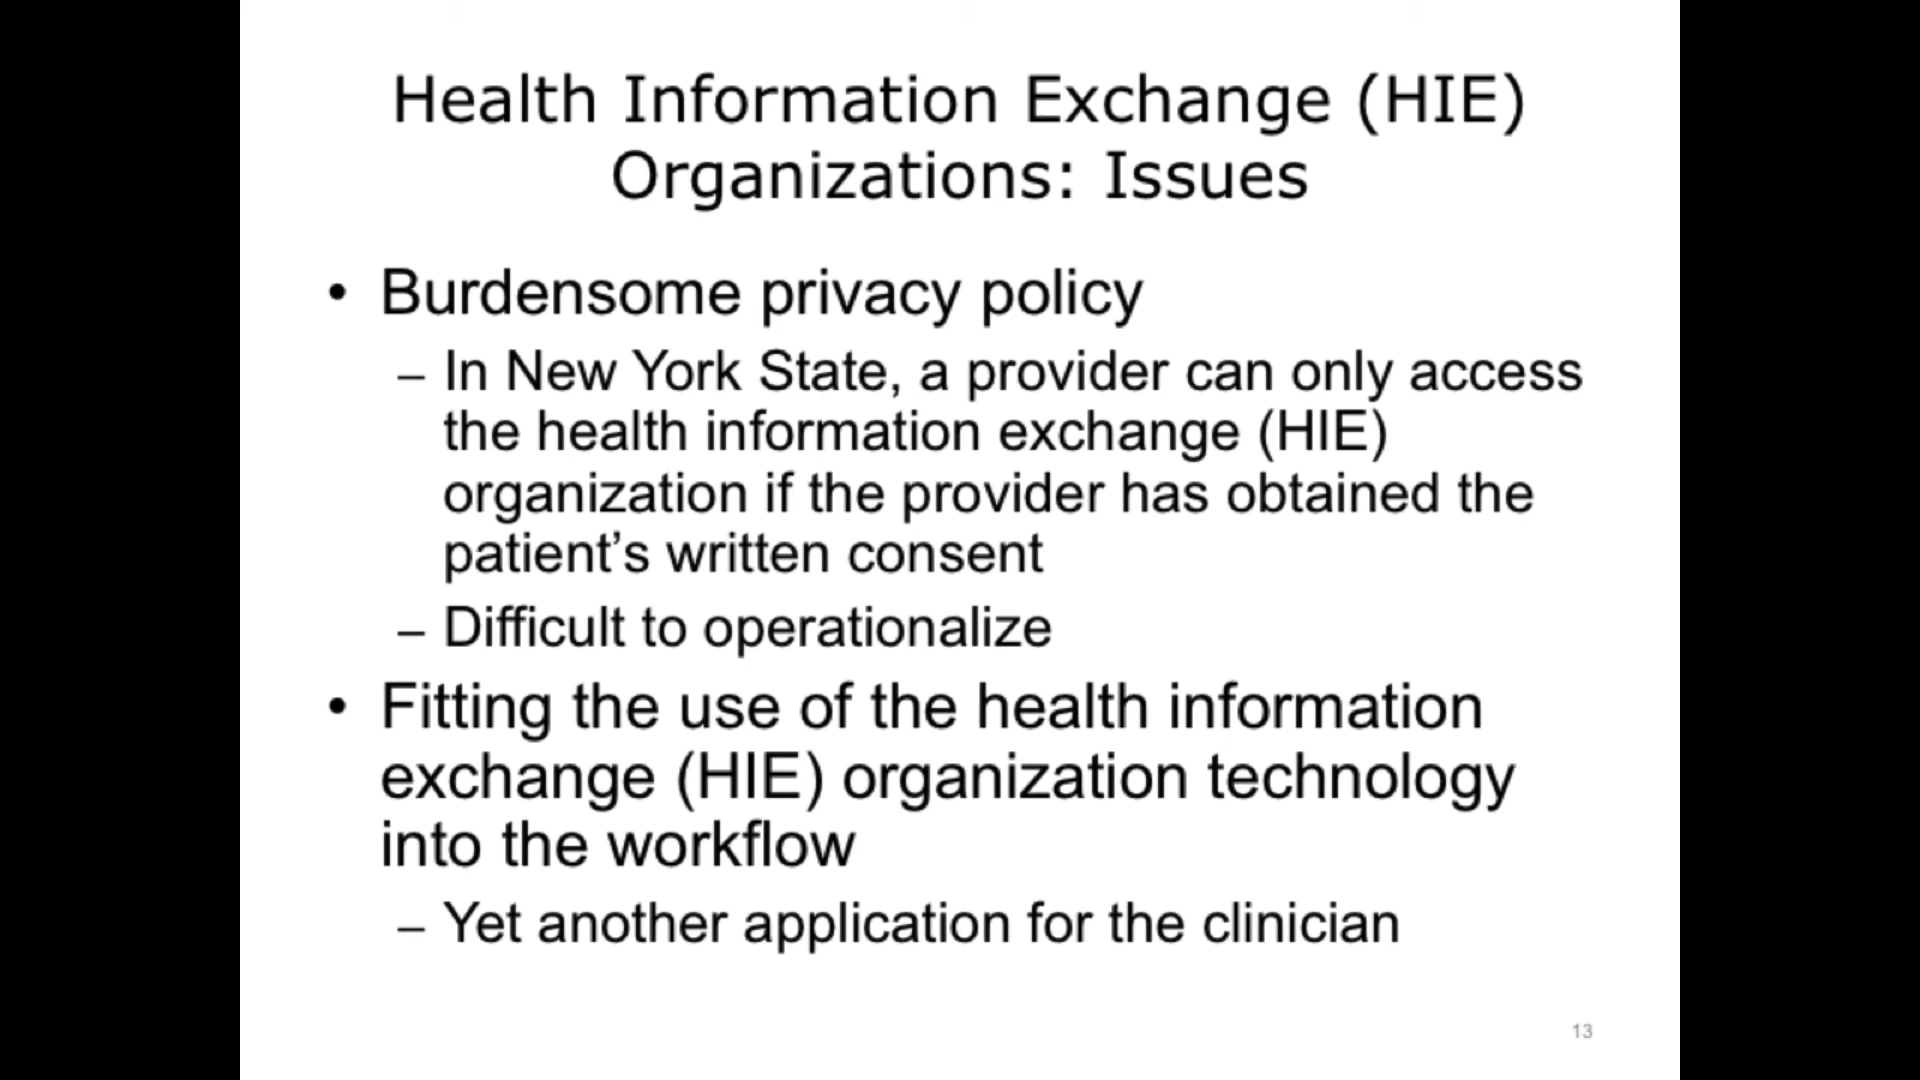 Health Information Exchange (HIE)
Organizations: Issues
• Burdensome privacy policy
– In New York State, a provider can only access
the health information exchange (HIE)
organization if the provider has obtained the
patient’s written consent
– Difficult to operationalize
• Fitting the use of the health information
exchange (HIE) organization technology
into the workflow
– Yet another application for the clinician
13